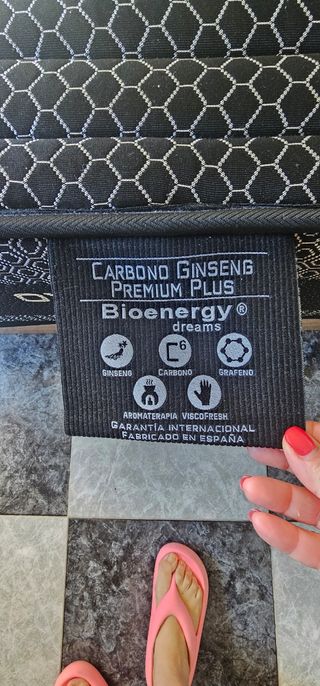 CARBONO GINSENG
PREMIUM PLUS
Bioenergy®
dreams
C6
GINSENG CARBONO GRAFENO
AROMATERAPIA VISCOFRESH
GARANTÍA INTERNACIONAL
FABRICADO EN ESPAÑA